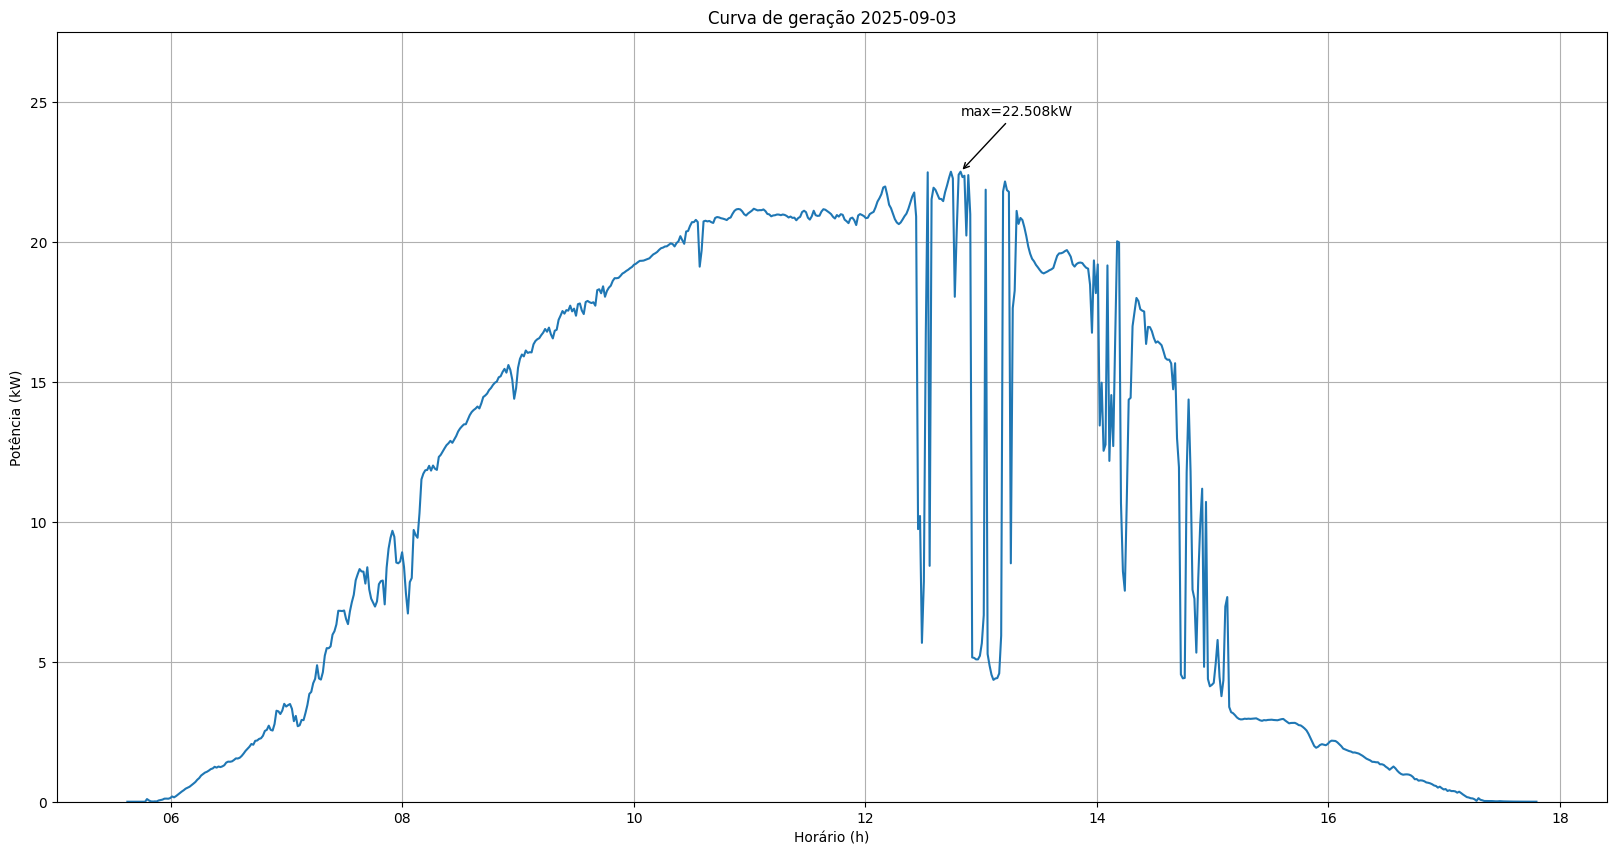 Curva de geração 2025-09-03
25
max=22.508kW
20
15
Potência (kW)
10
5
0
06 08 10 12 14 16 18
Horário (h)